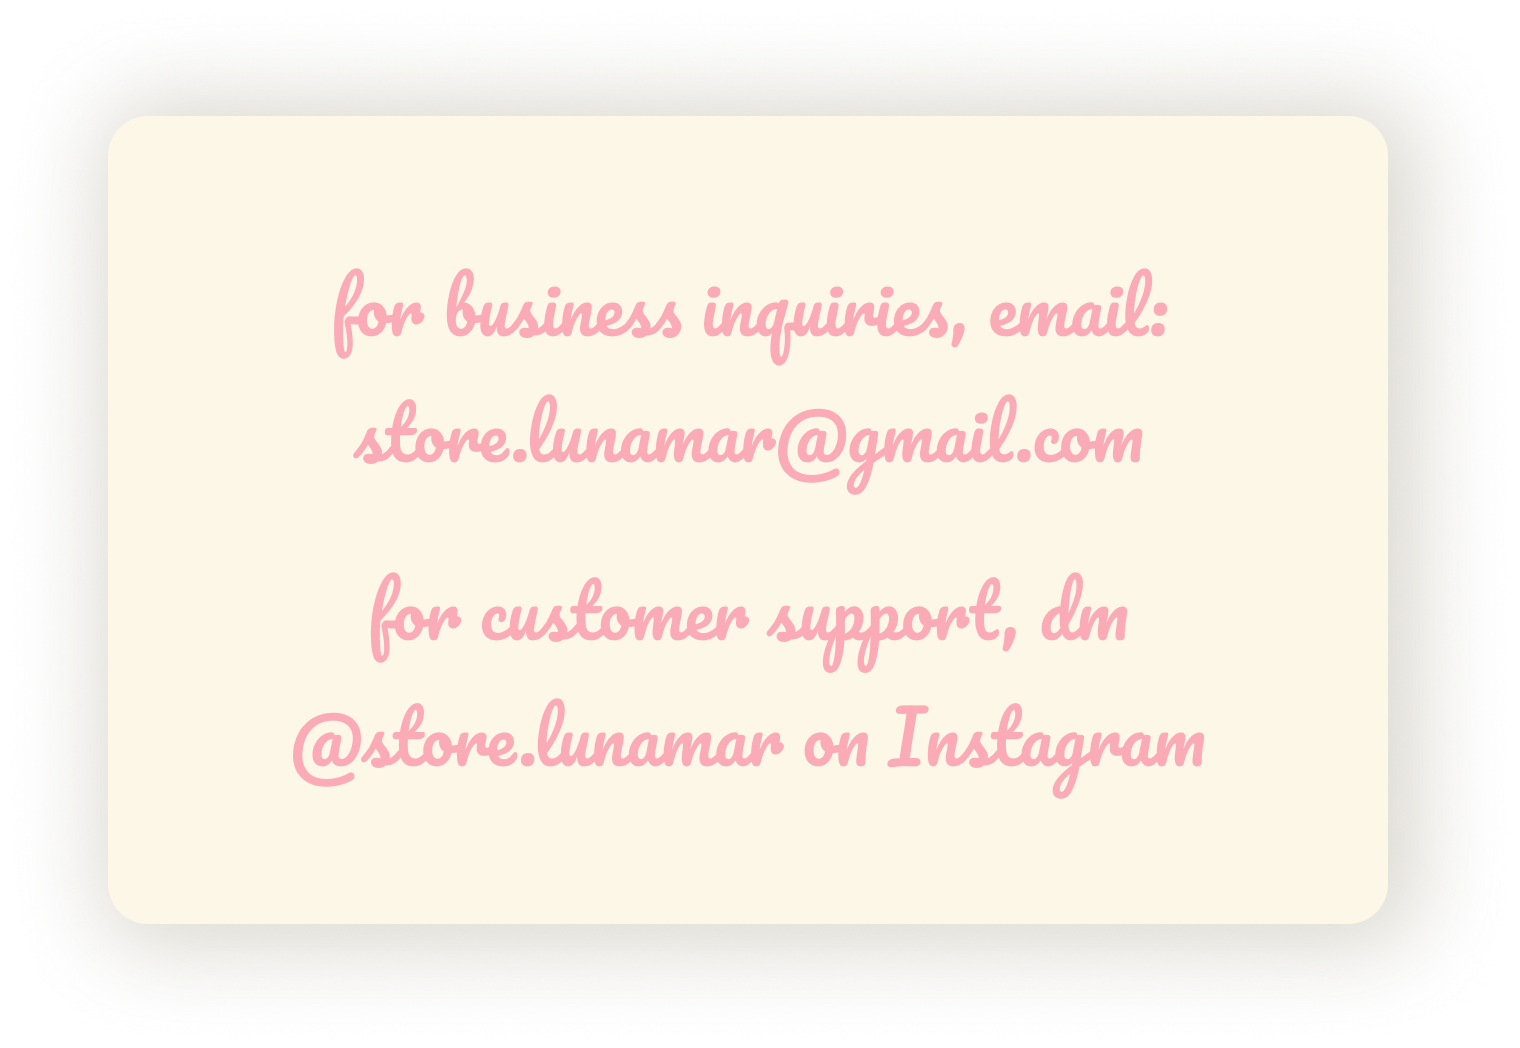 for business inquiries, email:
store.lunamar@gmail.com
for customer support, dm
@store.lunamar on Instagram